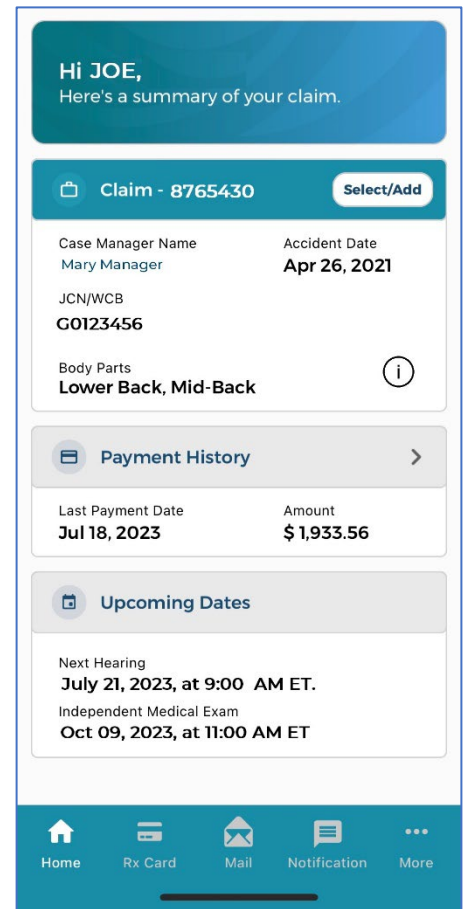 Hi JOE,
Here's a summary of your claim.
Claim - 8765430
Select/Add
Case Manager Name
Mary Manager
Accident Date
Apr 26, 2021
JCN/WCB
G0123456
Body Parts
Lower Back, Mid-Back
i
Payment History
Last Payment Date
Jul 18, 2023
Amount
$ 1,933.56
Upcoming Dates
Next Hearing
July 21, 2023, at 9:00 AM ET.
Independent Medical Exam
Oct 09, 2023, at 11:00 AM ET
Home
Rx Card
Mail
Notification
More